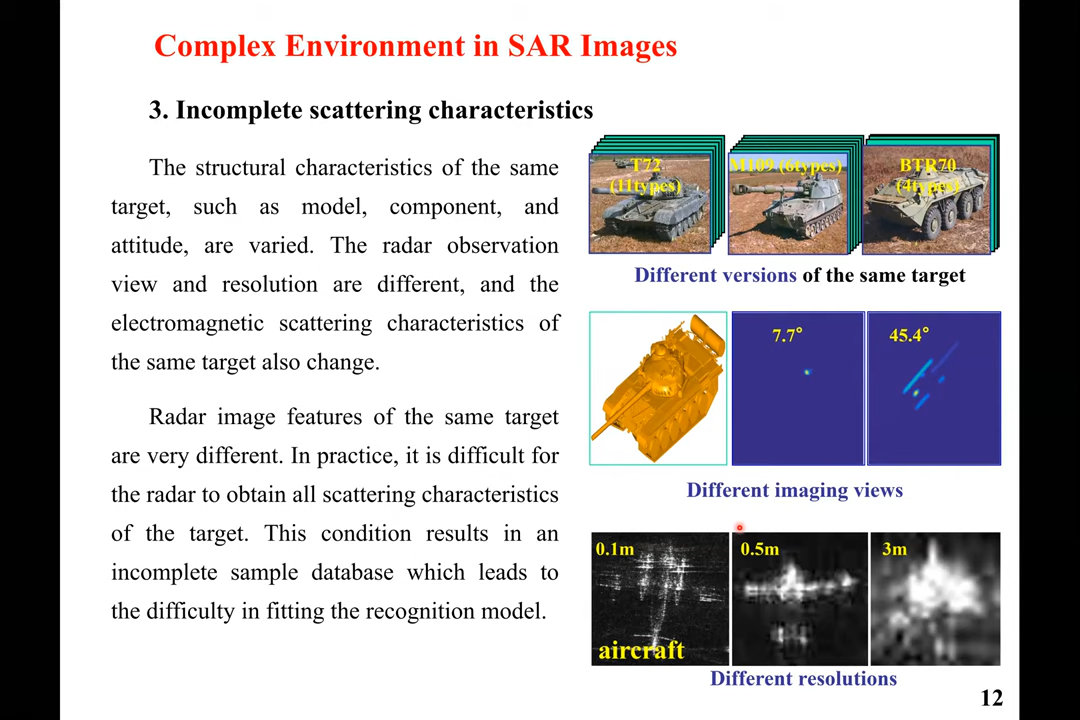 Complex Environment in SAR Images
3. Incomplete scattering characteristics
The structural characteristics of the same
target, such as model, component, and
attitude, are varied. The radar observation
view and resolution are different, and the
electromagnetic scattering characteristics of
the same target also change.
Radar image features of the same target
are very different. In practice, it is difficult for
the radar to obtain all scattering characteristics
of the target. This condition results in an
incomplete sample database which leads to
the difficulty in fitting the recognition model.
T72
(11types)
M109 (6types)
BTR70
(4types)
Different versions of the same target
7.7°
45.4°
Different imaging views
0.1m
0.5m
3m
aircraft
Different resolutions
12